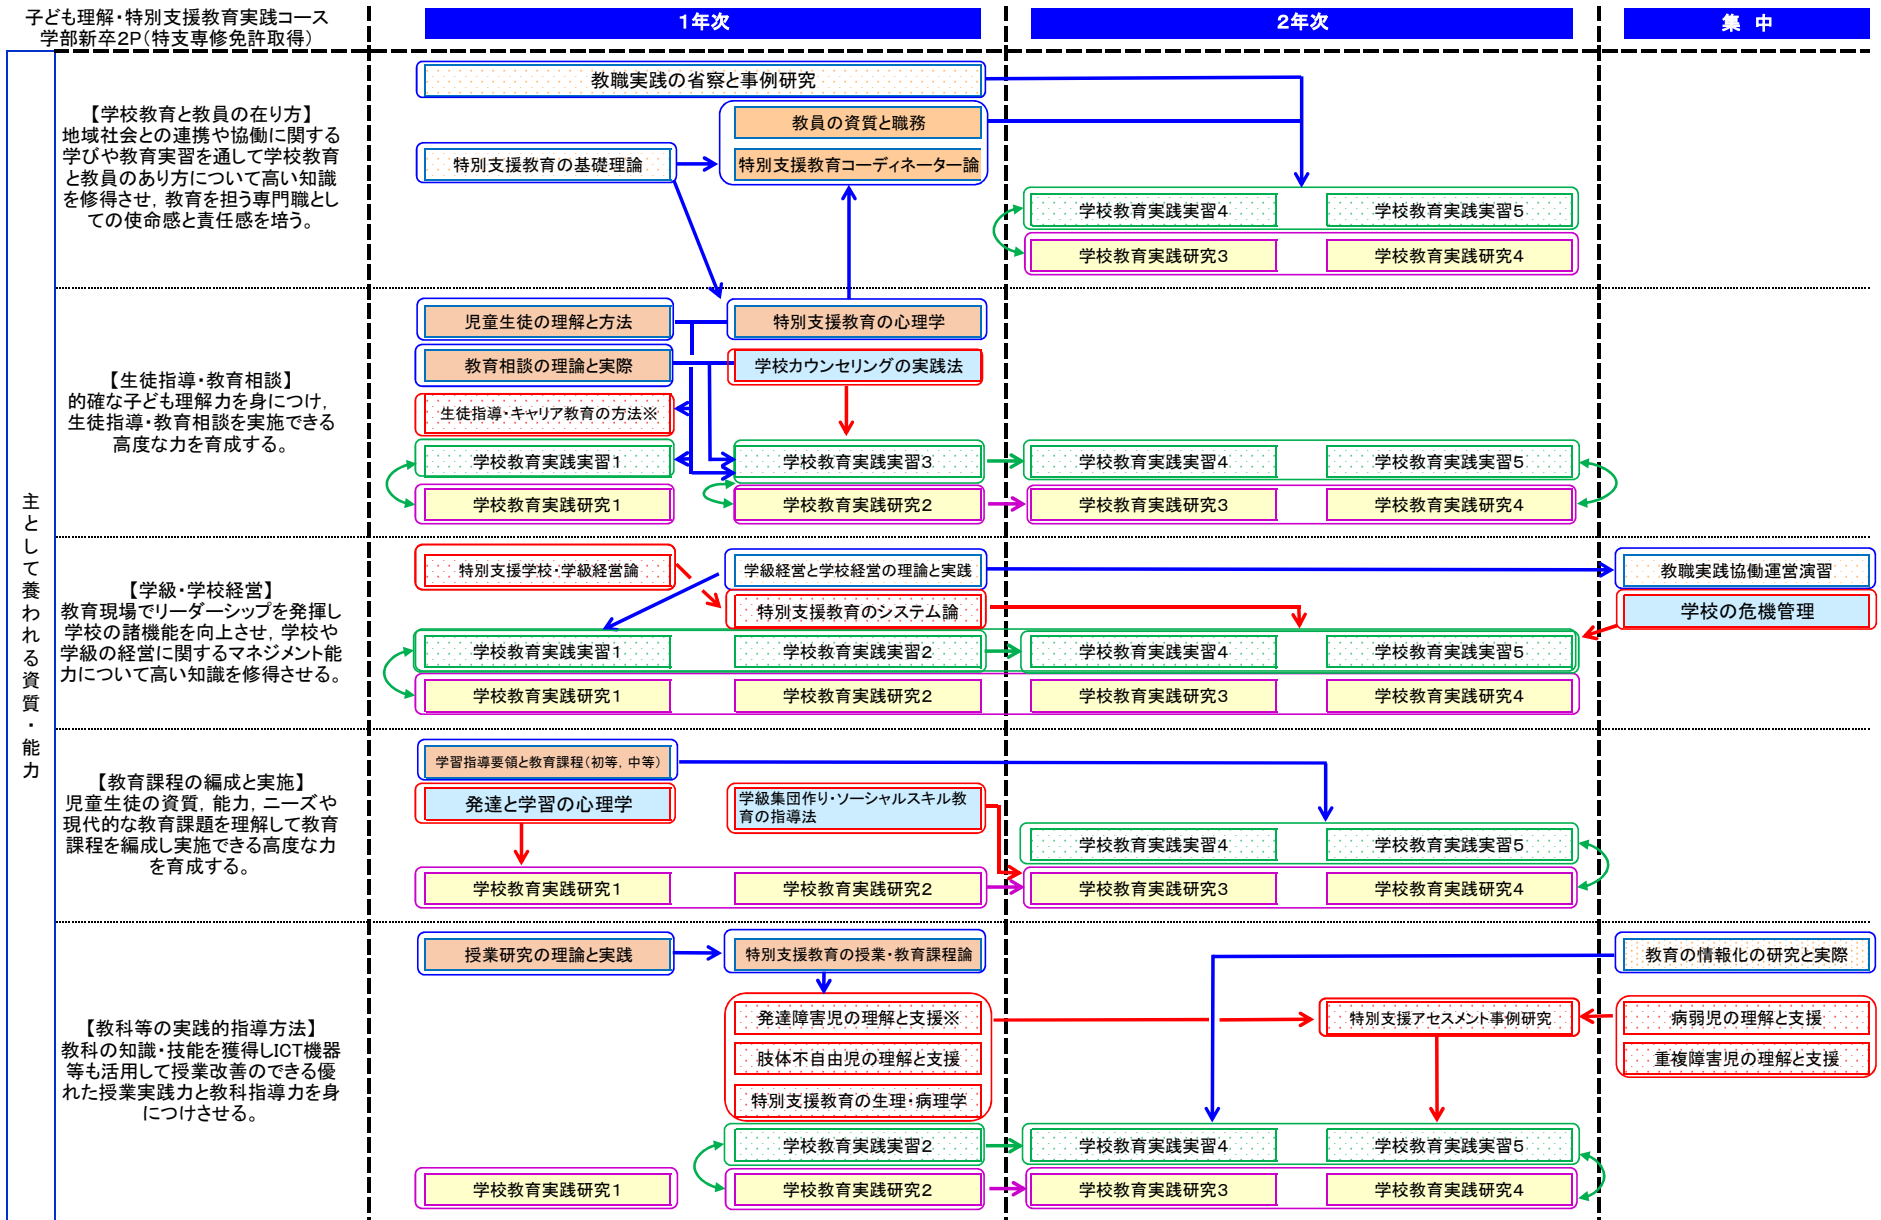 子ども理解・特別支援教育実践コース
学部新卒2P(特支専修免許取得)
1年次
2年次
集 中
主として養われる資質・能力
【学校教育と教員の在り方】
地域社会との連携や協働に関する
学びや教育実習を通して学校教育
と教員のあり方について高い知識
を修得させ，教育を担う専門職とし
ての使命感と責任感を培う。
教職実践の省察と事例研究
教員の資質と職務
特別支援教育の基礎理論
特別支援教育コーディネーター論
学校教育実践実習4
学校教育実践実習5
学校教育実践研究3
学校教育実践研究4
【生徒指導・教育相談】
的確な子ども理解力を身につけ，
生徒指導・教育相談を実施できる
高度な力を育成する。
児童生徒の理解と方法
特別支援教育の心理学
教育相談の理論と実際
学校カウンセリングの実践法
生徒指導・キャリア教育の方法※
学校教育実践実習1
学校教育実践実習3
学校教育実践実習4
学校教育実践実習5
学校教育実践研究1
学校教育実践研究2
学校教育実践研究3
学校教育実践研究4
【学級・学校経営】
教育現場でリーダーシップを発揮し
学校の諸機能を向上させ，学校や
学級の経営に関するマネジメント能
力について高い知識を修得させる。
特別支援学校・学級経営論
学級経営と学校経営の理論と実践
教職実践協働運営演習
特別支援教育のシステム論
学校の危機管理
学校教育実践実習1
学校教育実践実習2
学校教育実践実習4
学校教育実践実習5
学校教育実践研究1
学校教育実践研究2
学校教育実践研究3
学校教育実践研究4
【教育課程の編成と実施】
児童生徒の資質，能力，ニーズや
現代的な教育課題を理解して教育
課程を編成し実施できる高度な力
を育成する。
学習指導要領と教育課程(初等，中等)
発達と学習の心理学
学級集団作り・ソーシャルスキル教
育の指導法
学校教育実践実習4
学校教育実践実習5
学校教育実践研究1
学校教育実践研究2
学校教育実践研究3
学校教育実践研究4
【教科等の実践的指導方法】
教科の知識・技能を獲得しICT機器
等も活用して授業改善のできる優
れた授業実践力と教科指導力を身
につけさせる。
授業研究の理論と実践
特別支援教育の授業・教育課程論
教育の情報化の研究と実際
発達障害児の理解と支援※
特別支援アセスメント事例研究
病弱児の理解と支援
肢体不自由児の理解と支援
重複障害児の理解と支援
特別支援教育の生理・病理学
学校教育実践実習2
学校教育実践実習4
学校教育実践実習5
学校教育実践研究1
学校教育実践研究2
学校教育実践研究3
学校教育実践研究4